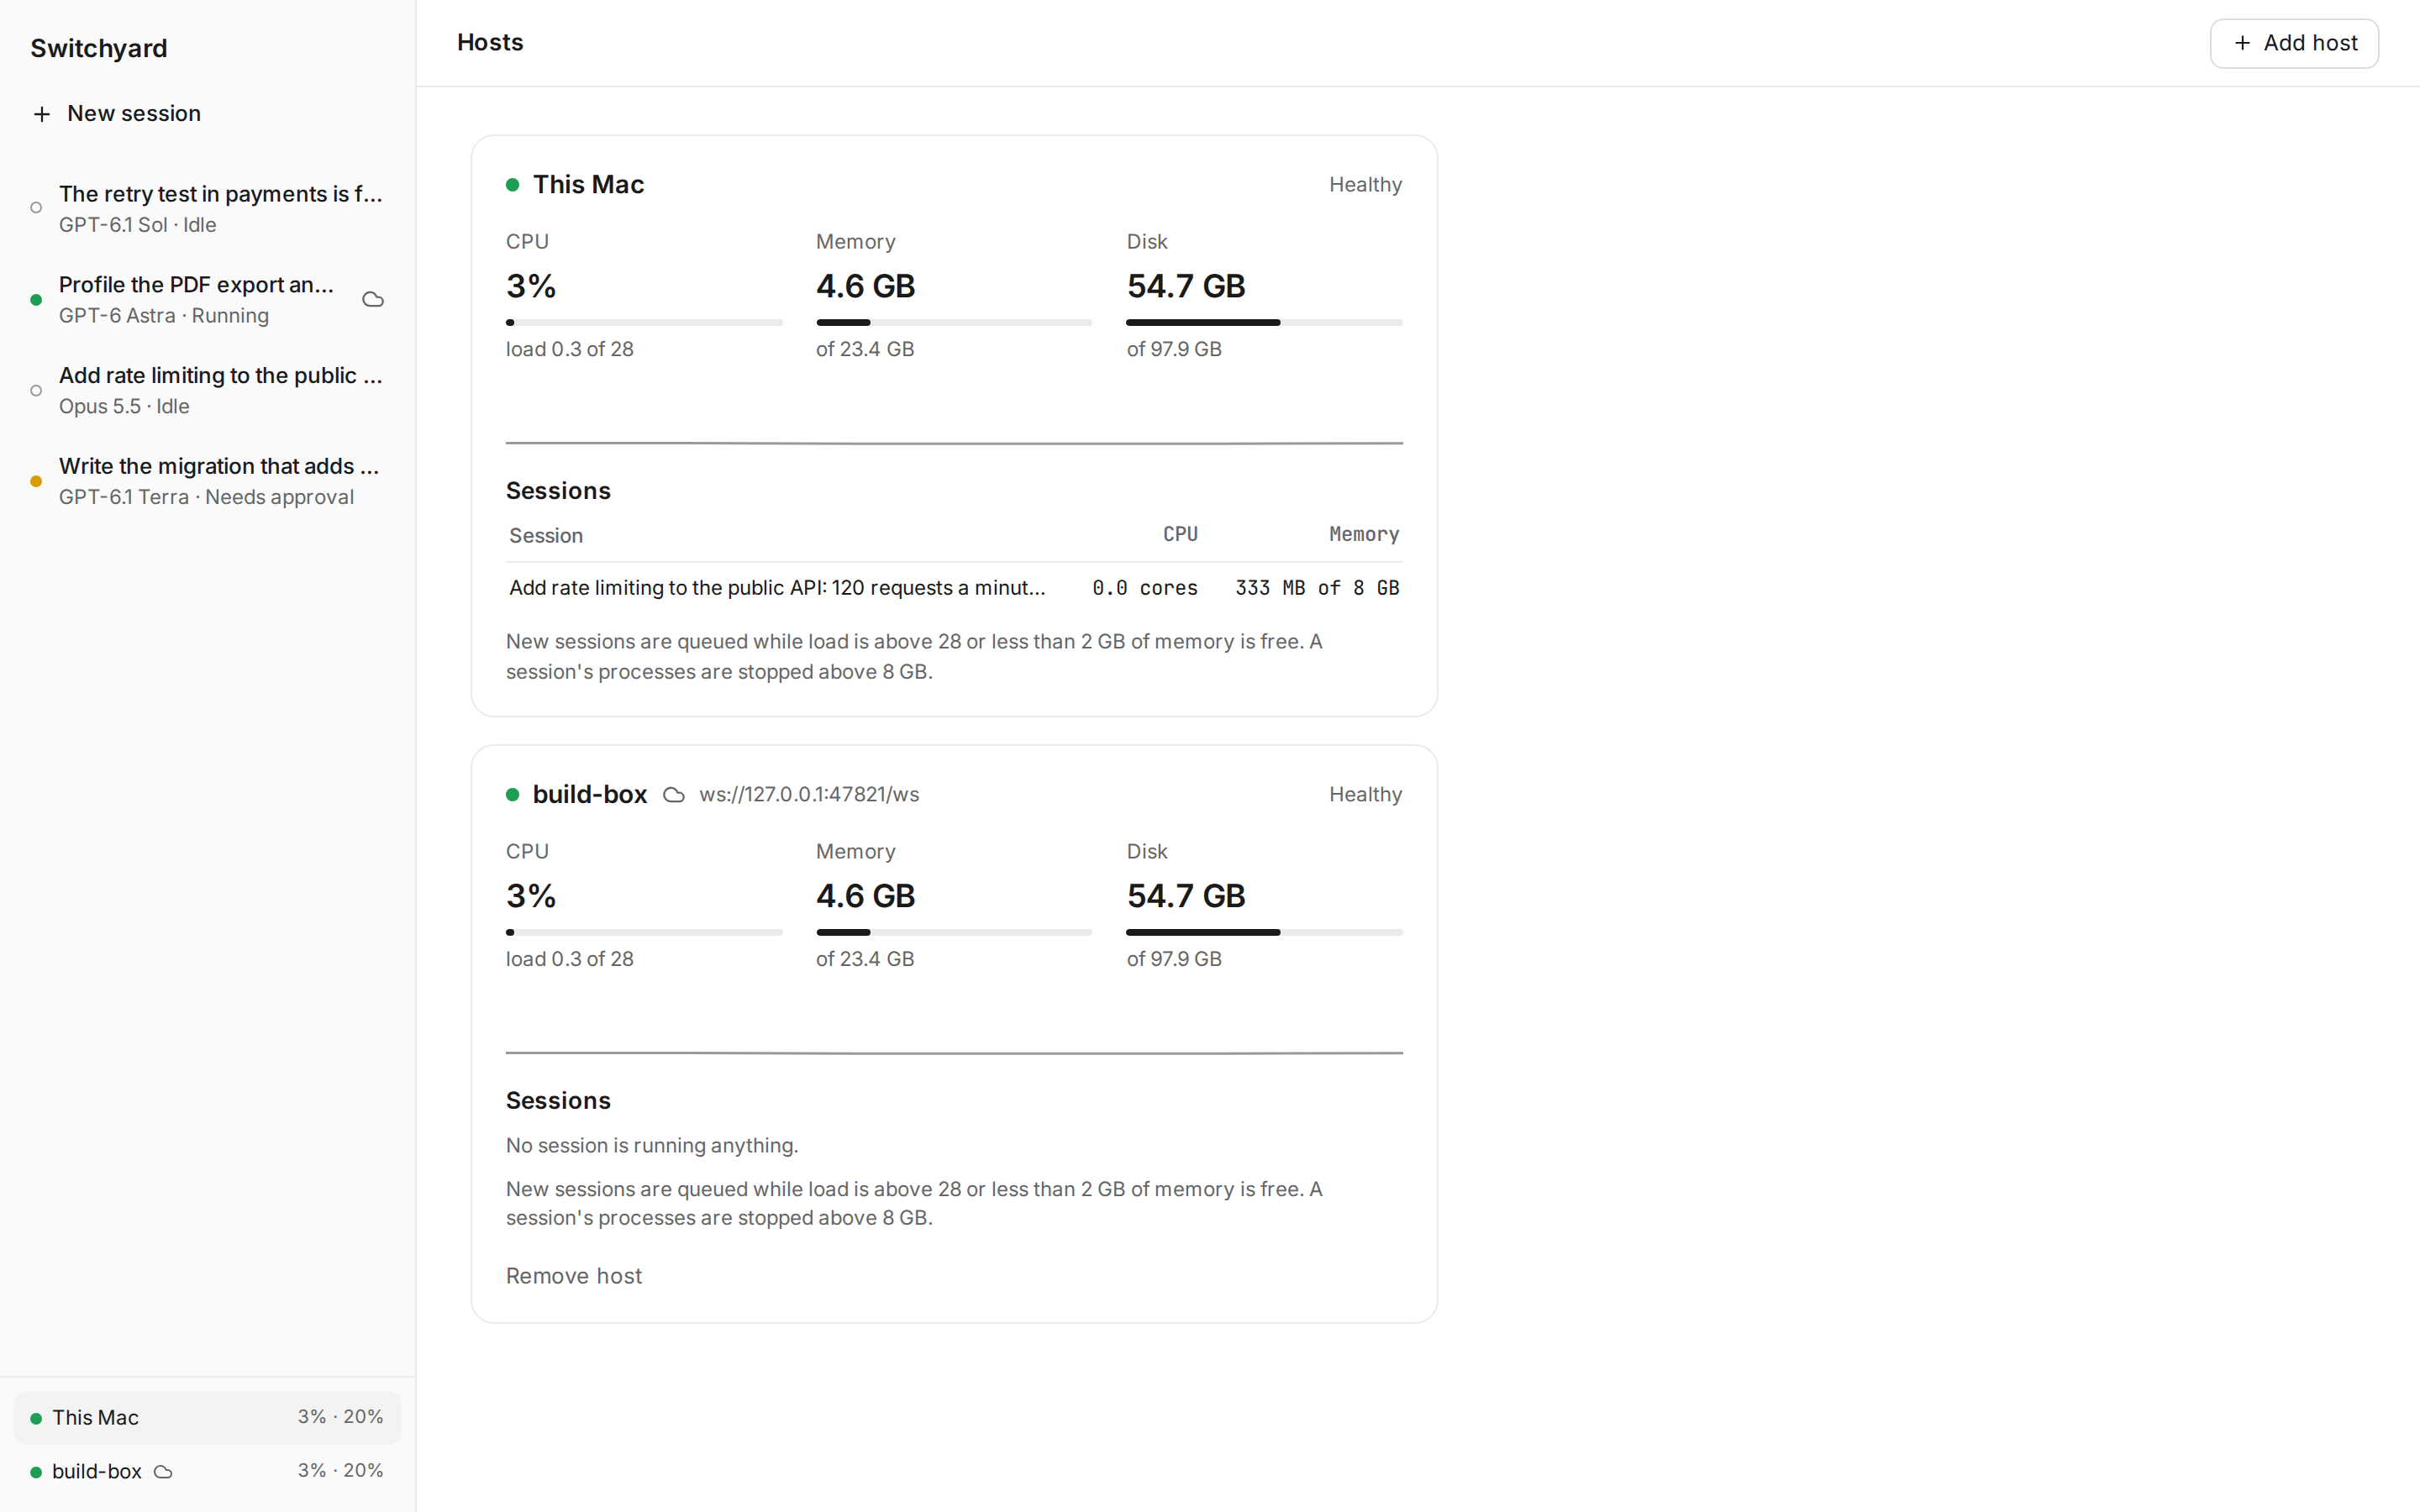 Switchyard
New session
The retry test in payments is f...
GPT-6.1 Sol · Idle
Profile the PDF export an...
GPT-6 Astra · Running
Add rate limiting to the public ...
Opus 5.5 · Idle
Write the migration that adds ...
GPT-6.1 Terra · Needs approval
This Mac 3% · 20%
build-box 3% · 20%
Hosts
Add host
This Mac Healthy
CPU Memory Disk
3% 4.6 GB 54.7 GB
load 0.3 of 28 of 23.4 GB of 97.9 GB
Sessions
Session CPU Memory
Add rate limiting to the public API: 120 requests a minut... 0.0 cores 333 MB of 8 GB
New sessions are queued while load is above 28 or less than 2 GB of memory is free. A
session's processes are stopped above 8 GB.
build-box ws://127.0.0.1:47821/ws Healthy
CPU Memory Disk
3% 4.6 GB 54.7 GB
load 0.3 of 28 of 23.4 GB of 97.9 GB
Sessions
No session is running anything.
New sessions are queued while load is above 28 or less than 2 GB of memory is free. A
session's processes are stopped above 8 GB.
Remove host